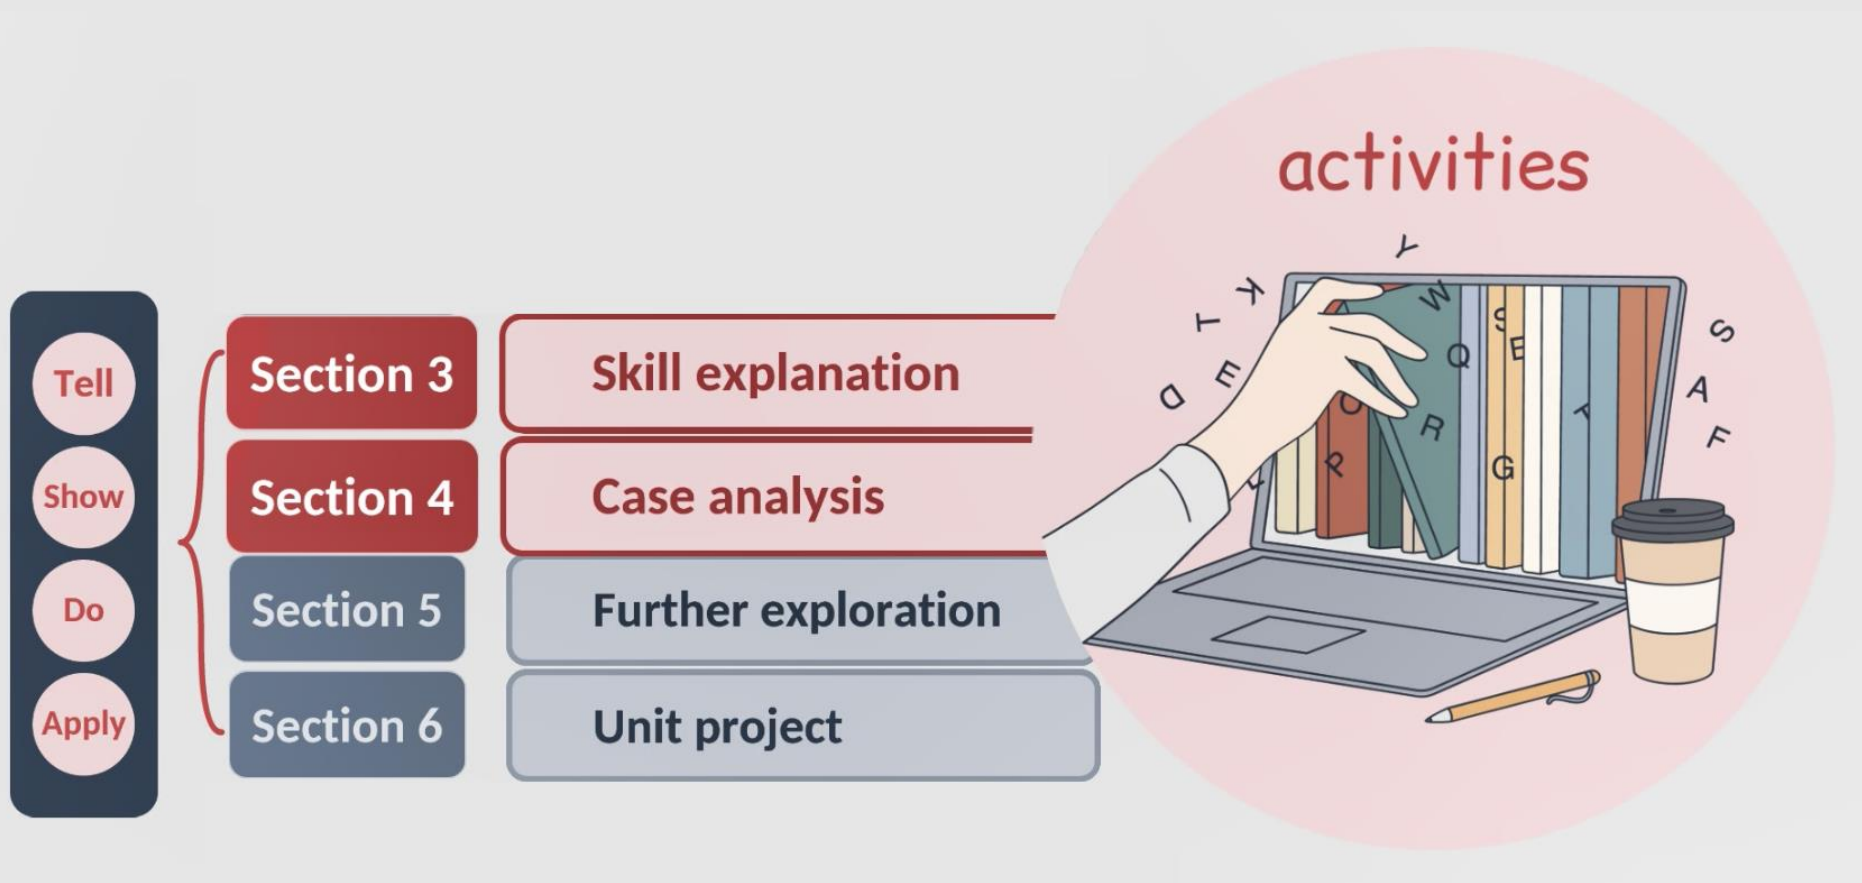 activities
Tell
Show
Do
Apply
Section 3 Skill explanation
Section 4 Case analysis
Section 5 Further exploration
Section 6 Unit project
Y
K
W
T
S
S
Q
E
E
A
D
O
T
R
F
P
G